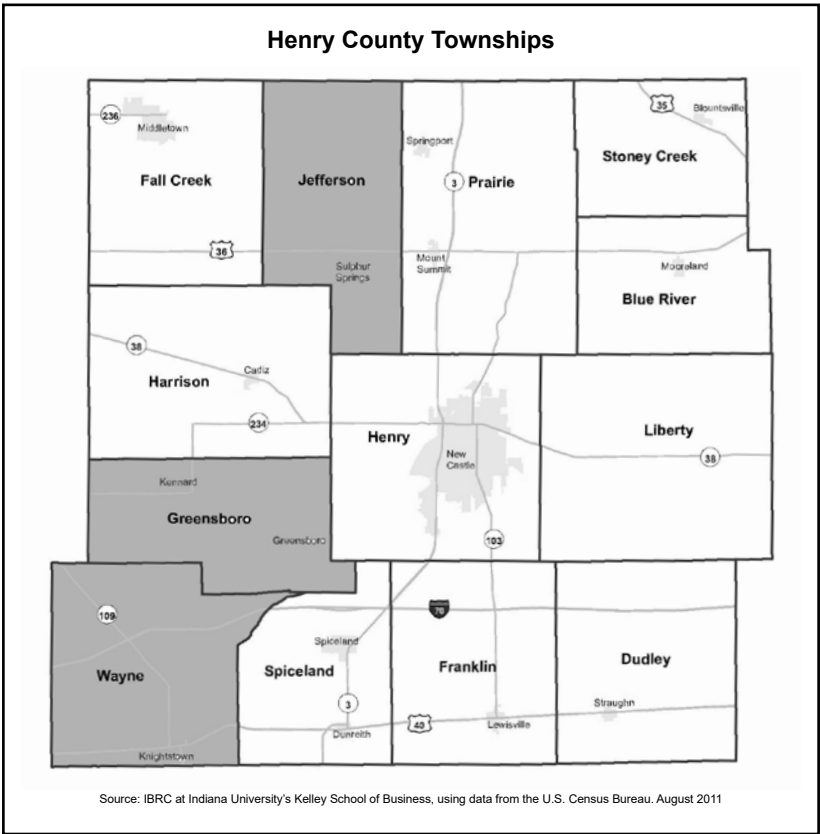 Henry County Townships
236
Middletown
Fall Creek
Jefferson
Springport
3
Prairie
35
Blountsville
Stoney Creek
36
Sulphur
Springs
Mount
Summit
Mooreland
Blue River
38
Cadiz
Harrison
234
Henry
New
Castle
Liberty
38
Kennard
Greensboro
Greensboro
103
109
70
Wayne
Spiceland
Spiceland
Franklin
Dudley
3
40
Straughn
Lewisville
Dunreith
Knightstown
Source: IBRC at Indiana University's Kelley School of Business, using data from the U.S. Census Bureau. August 2011